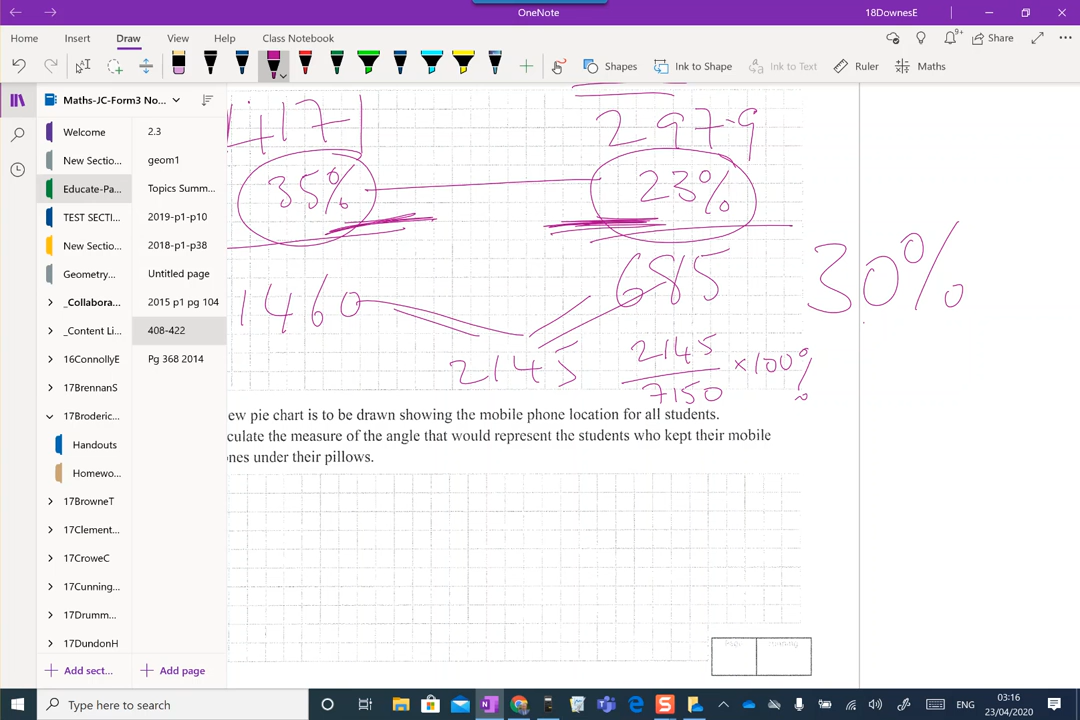 OneNote
18DownesE
Home Insert Draw View Help Class Notebook
9+
Share
Shapes Ink to Shape Ink to Text Ruler Maths
Maths-JC-Form3 No...
Welcome
New Section...
Educate-Pa...
TEST SECTI...
New Section...
Geometry...
_Collabora...
_Content Li...
16ConnollyE
17BrennanS
17Broderic...
Handouts
Homewo...
17BrowneT
17Clement...
17CroweC
17Cunning...
17Drumm...
17DundonH
Add sect...
2.3
geom1
Topics Summ...
2019-p1-p10
2018-p1-p38
Untitled page
2015 p1 pg 104
408-422
Pg 368 2014
Add page
417
297.9
35%
23%
30%
1460
685
2145
2145
7150
×100%
ew pie chart is to be drawn showing the mobile phone location for all students.
culate the measure of the angle that would represent the students who kept their mobile
ones under their pillows.
Type here to search
ENG
03:16
23/04/2020